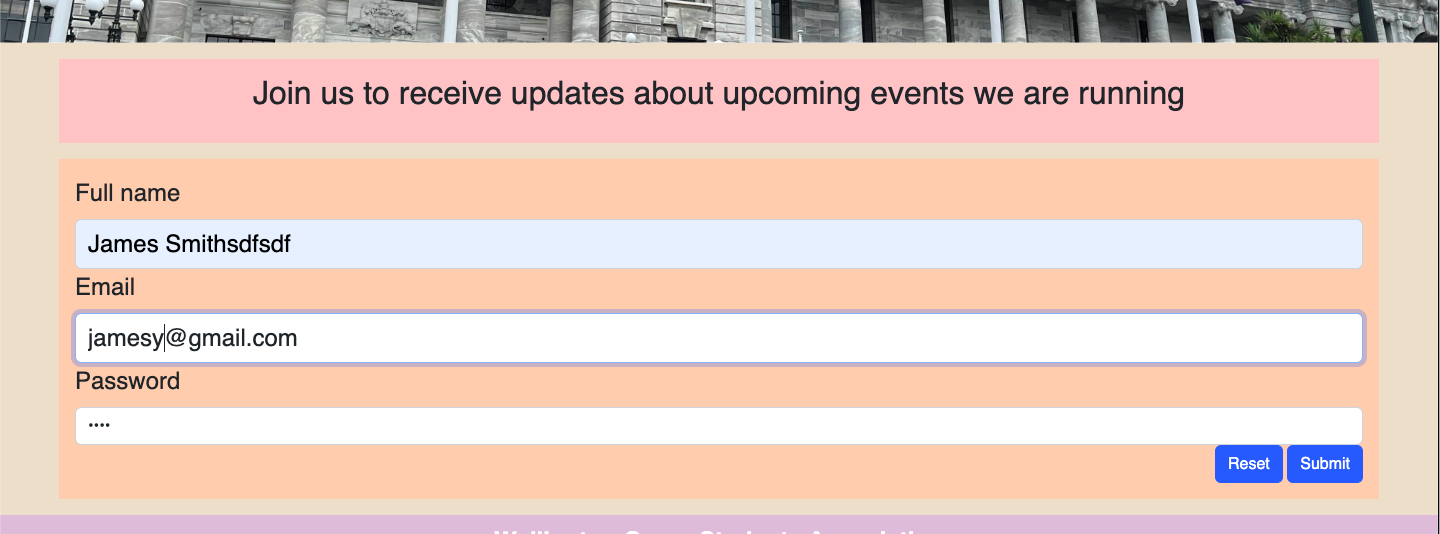 Join us to receive updates about upcoming events we are running
Full name
James Smithsdfsdf
Email
jamesy@gmail.com
Password
••••
Reset Submit